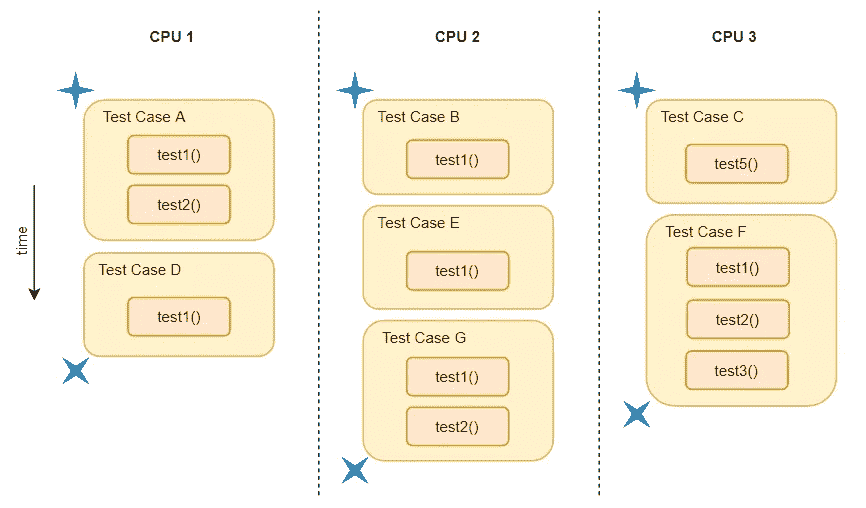 CPU 1
CPU 2
CPU 3
time
Test Case A
test1()
test2()
Test Case D
test1()
Test Case B
test1()
Test Case E
test1()
Test Case G
test1()
test2()
Test Case C
test5()
Test Case F
test1()
test2()
test3()